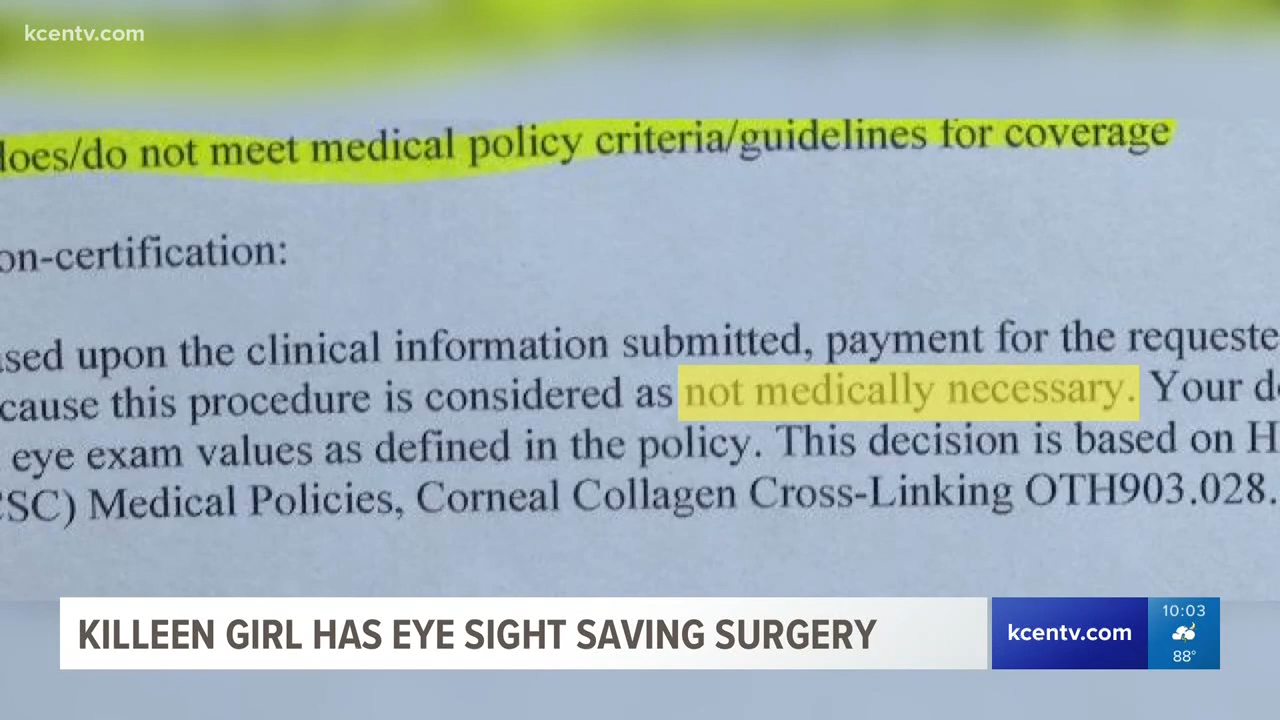 kcentv.com
does/do not meet medical policy criteria/guidelines for coverage
on-certification:
ased upon the clinical information submitted, payment for the requeste
cause this procedure is considered as not medically necessary. Your d
eye exam values as defined in the policy. This decision is based on H
CSC) Medical Policies, Corneal Collagen Cross-Linking OTH903.028.
KILLEEN GIRL HAS EYE SIGHT SAVING SURGERY
kcentv.com
10:03
88°